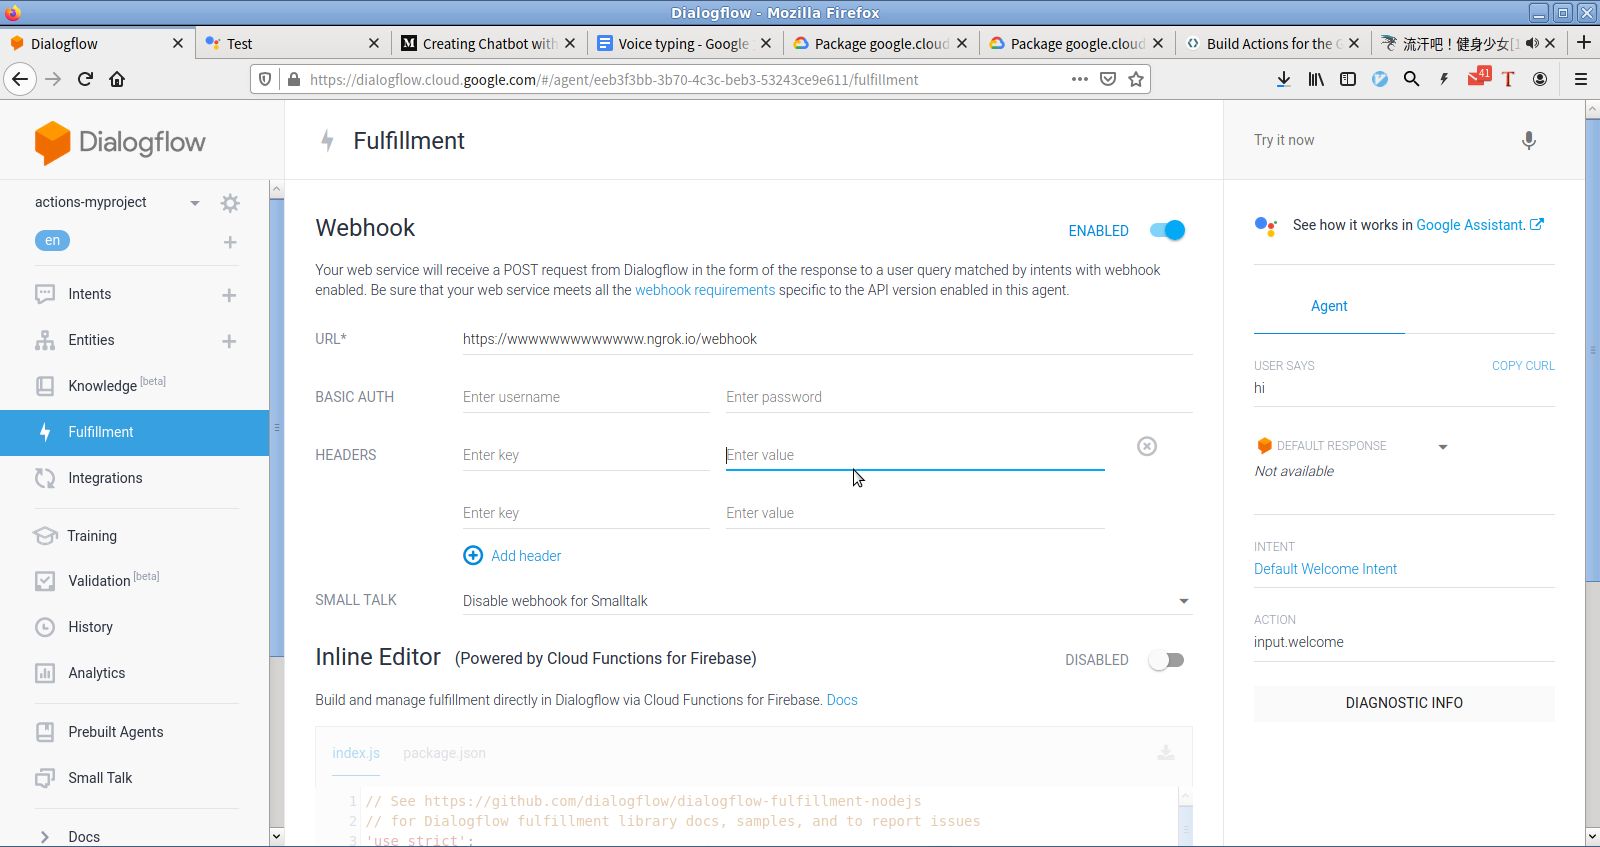 Dialogflow - Mozilla Firefox
Dialogflow
Test
Creating Chatbot with
Voice typing - Google
Package google.cloud
Package google.cloud
Build Actions for the G
流汗吧！健身少女[1
https://dialogflow.cloud.google.com/#/agent/eeb3f3bb-3b70-4c3c-beb3-53243ce9e611/fulfillment
41
Dialogflow
Fulfillment
Try it now
actions-myproject
en
Intents
Entities
Knowledge [beta]
Fulfillment
Integrations
Training
Validation [beta]
History
Analytics
Prebuilt Agents
Small Talk
Docs
Webhook
ENABLED
Your web service will receive a POST request from Dialogflow in the form of the response to a user query matched by intents with webhook
enabled. Be sure that your web service meets all the webhook requirements specific to the API version enabled in this agent.
URL*
https://wwwwwwwwwwwww.ngrok.io/webhook
BASIC AUTH
Enter username
Enter password
HEADERS
Enter key
Enter value
Enter key
Enter value
Add header
SMALL TALK
Disable webhook for Smalltalk
Inline Editor (Powered by Cloud Functions for Firebase)
DISABLED
Build and manage fulfillment directly in Dialogflow via Cloud Functions for Firebase. Docs
index.js
package.json
1 // See https://github.com/dialogflow/dialogflow-fulfillment-nodejs
2 // for Dialogflow fulfillment library docs, samples, and to report issues
3 'use strict';
See how it works in Google Assistant.
Agent
USER SAYS
COPY CURL
hi
DEFAULT RESPONSE
Not available
INTENT
Default Welcome Intent
ACTION
input.welcome
DIAGNOSTIC INFO